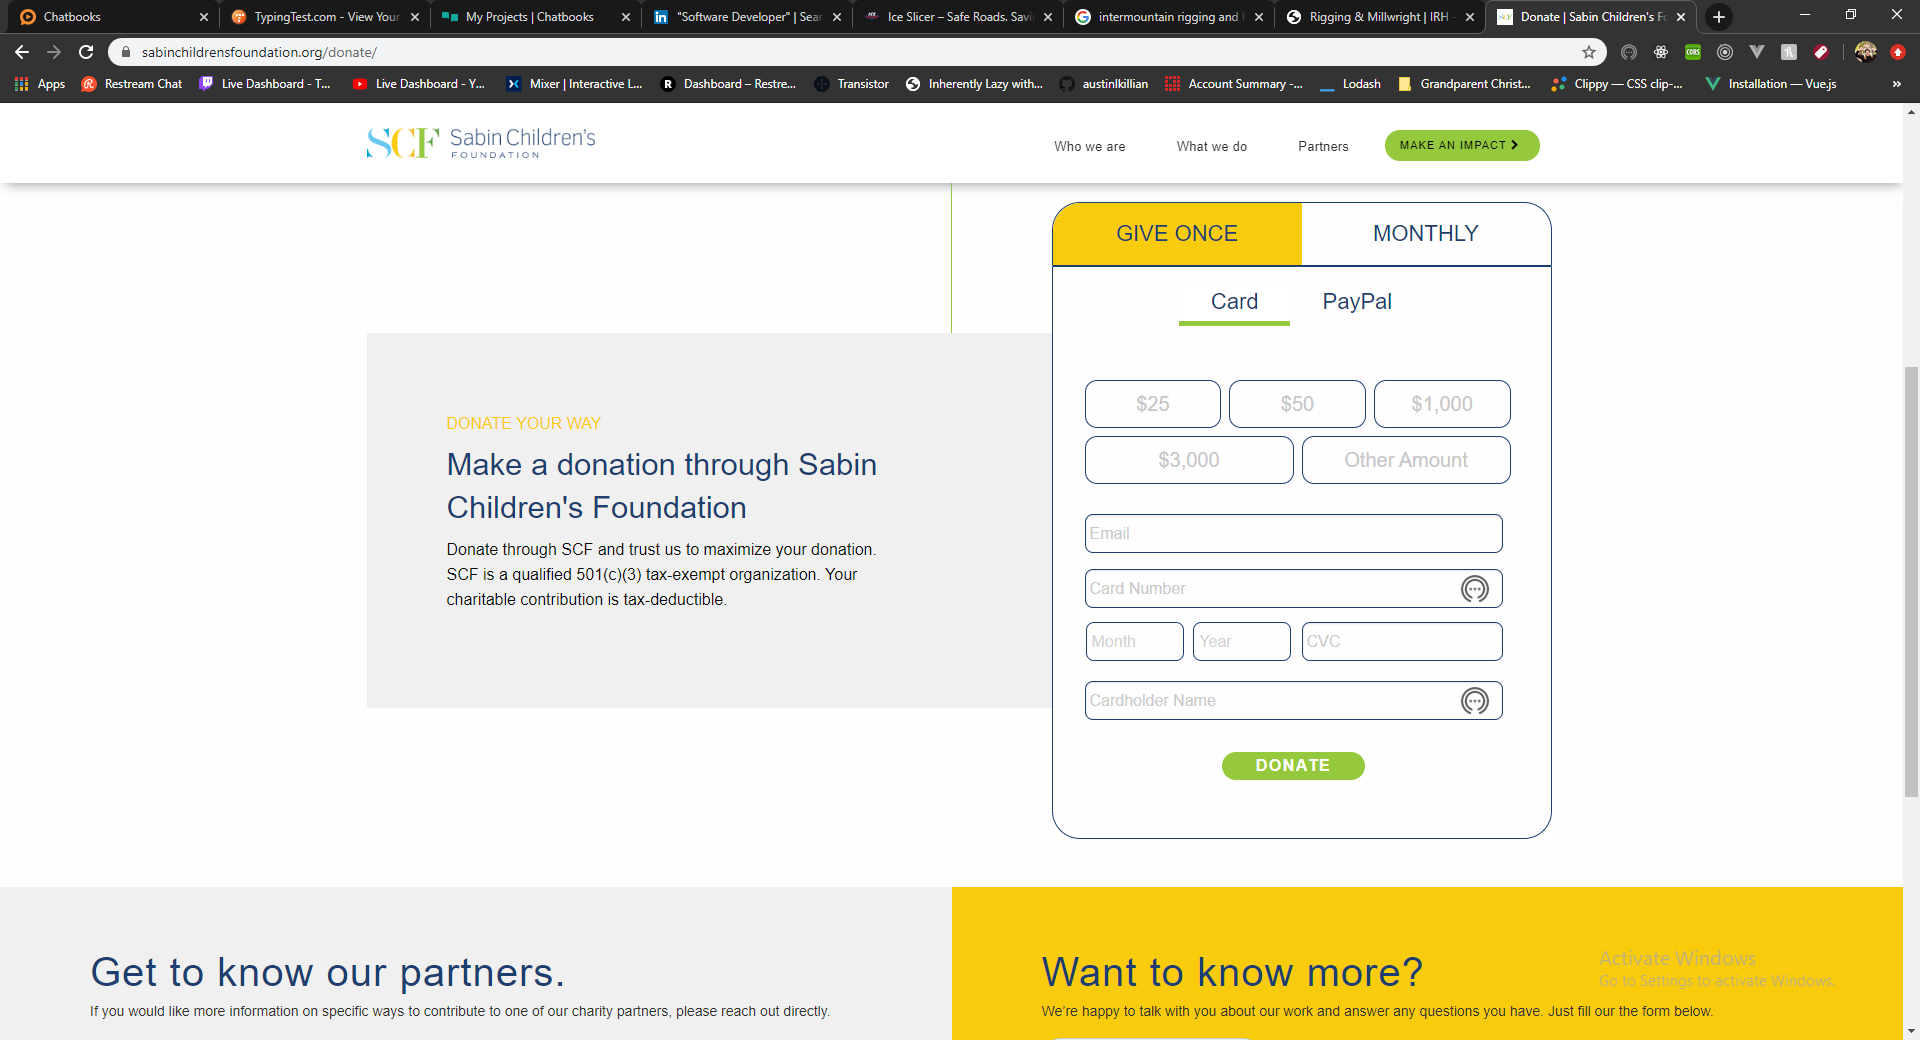 Chatbooks
TypingTest.com - View Your
My Projects | Chatbooks
"Software Developer" | Sear
Ice Slicer – Safe Roads. Savi
intermountain rigging and h
Rigging & Millwright | IRH -
Donate | Sabin Children's Fo
sabinchildrensfoundation.org/donate/
CORS
Apps
Restream Chat
Live Dashboard - T...
Live Dashboard - Y...
Mixer | Interactive L...
Dashboard – Restre...
Transistor
Inherently Lazy with...
austinlkillian
Account Summary -...
Lodash
Grandparent Christ...
Clippy — CSS clip-...
Installation — Vue.js
SCF Sabin Children's
FOUNDATION
Who we are
What we do
Partners
MAKE AN IMPACT
GIVE ONCE
MONTHLY
Card
PayPal
$25
$50
$1,000
$3,000
Other Amount
DONATE YOUR WAY
Make a donation through Sabin
Children's Foundation
Donate through SCF and trust us to maximize your donation.
SCF is a qualified 501(c)(3) tax-exempt organization. Your
charitable contribution is tax-deductible.
Email
Card Number
Month
Year
CVC
Cardholder Name
DONATE
Get to know our partners.
If you would like more information on specific ways to contribute to one of our charity partners, please reach out directly.
Want to know more?
We're happy to talk with you about our work and answer any questions you have. Just fill our the form below.
Activate Windows
Go to Settings to activate Windows.